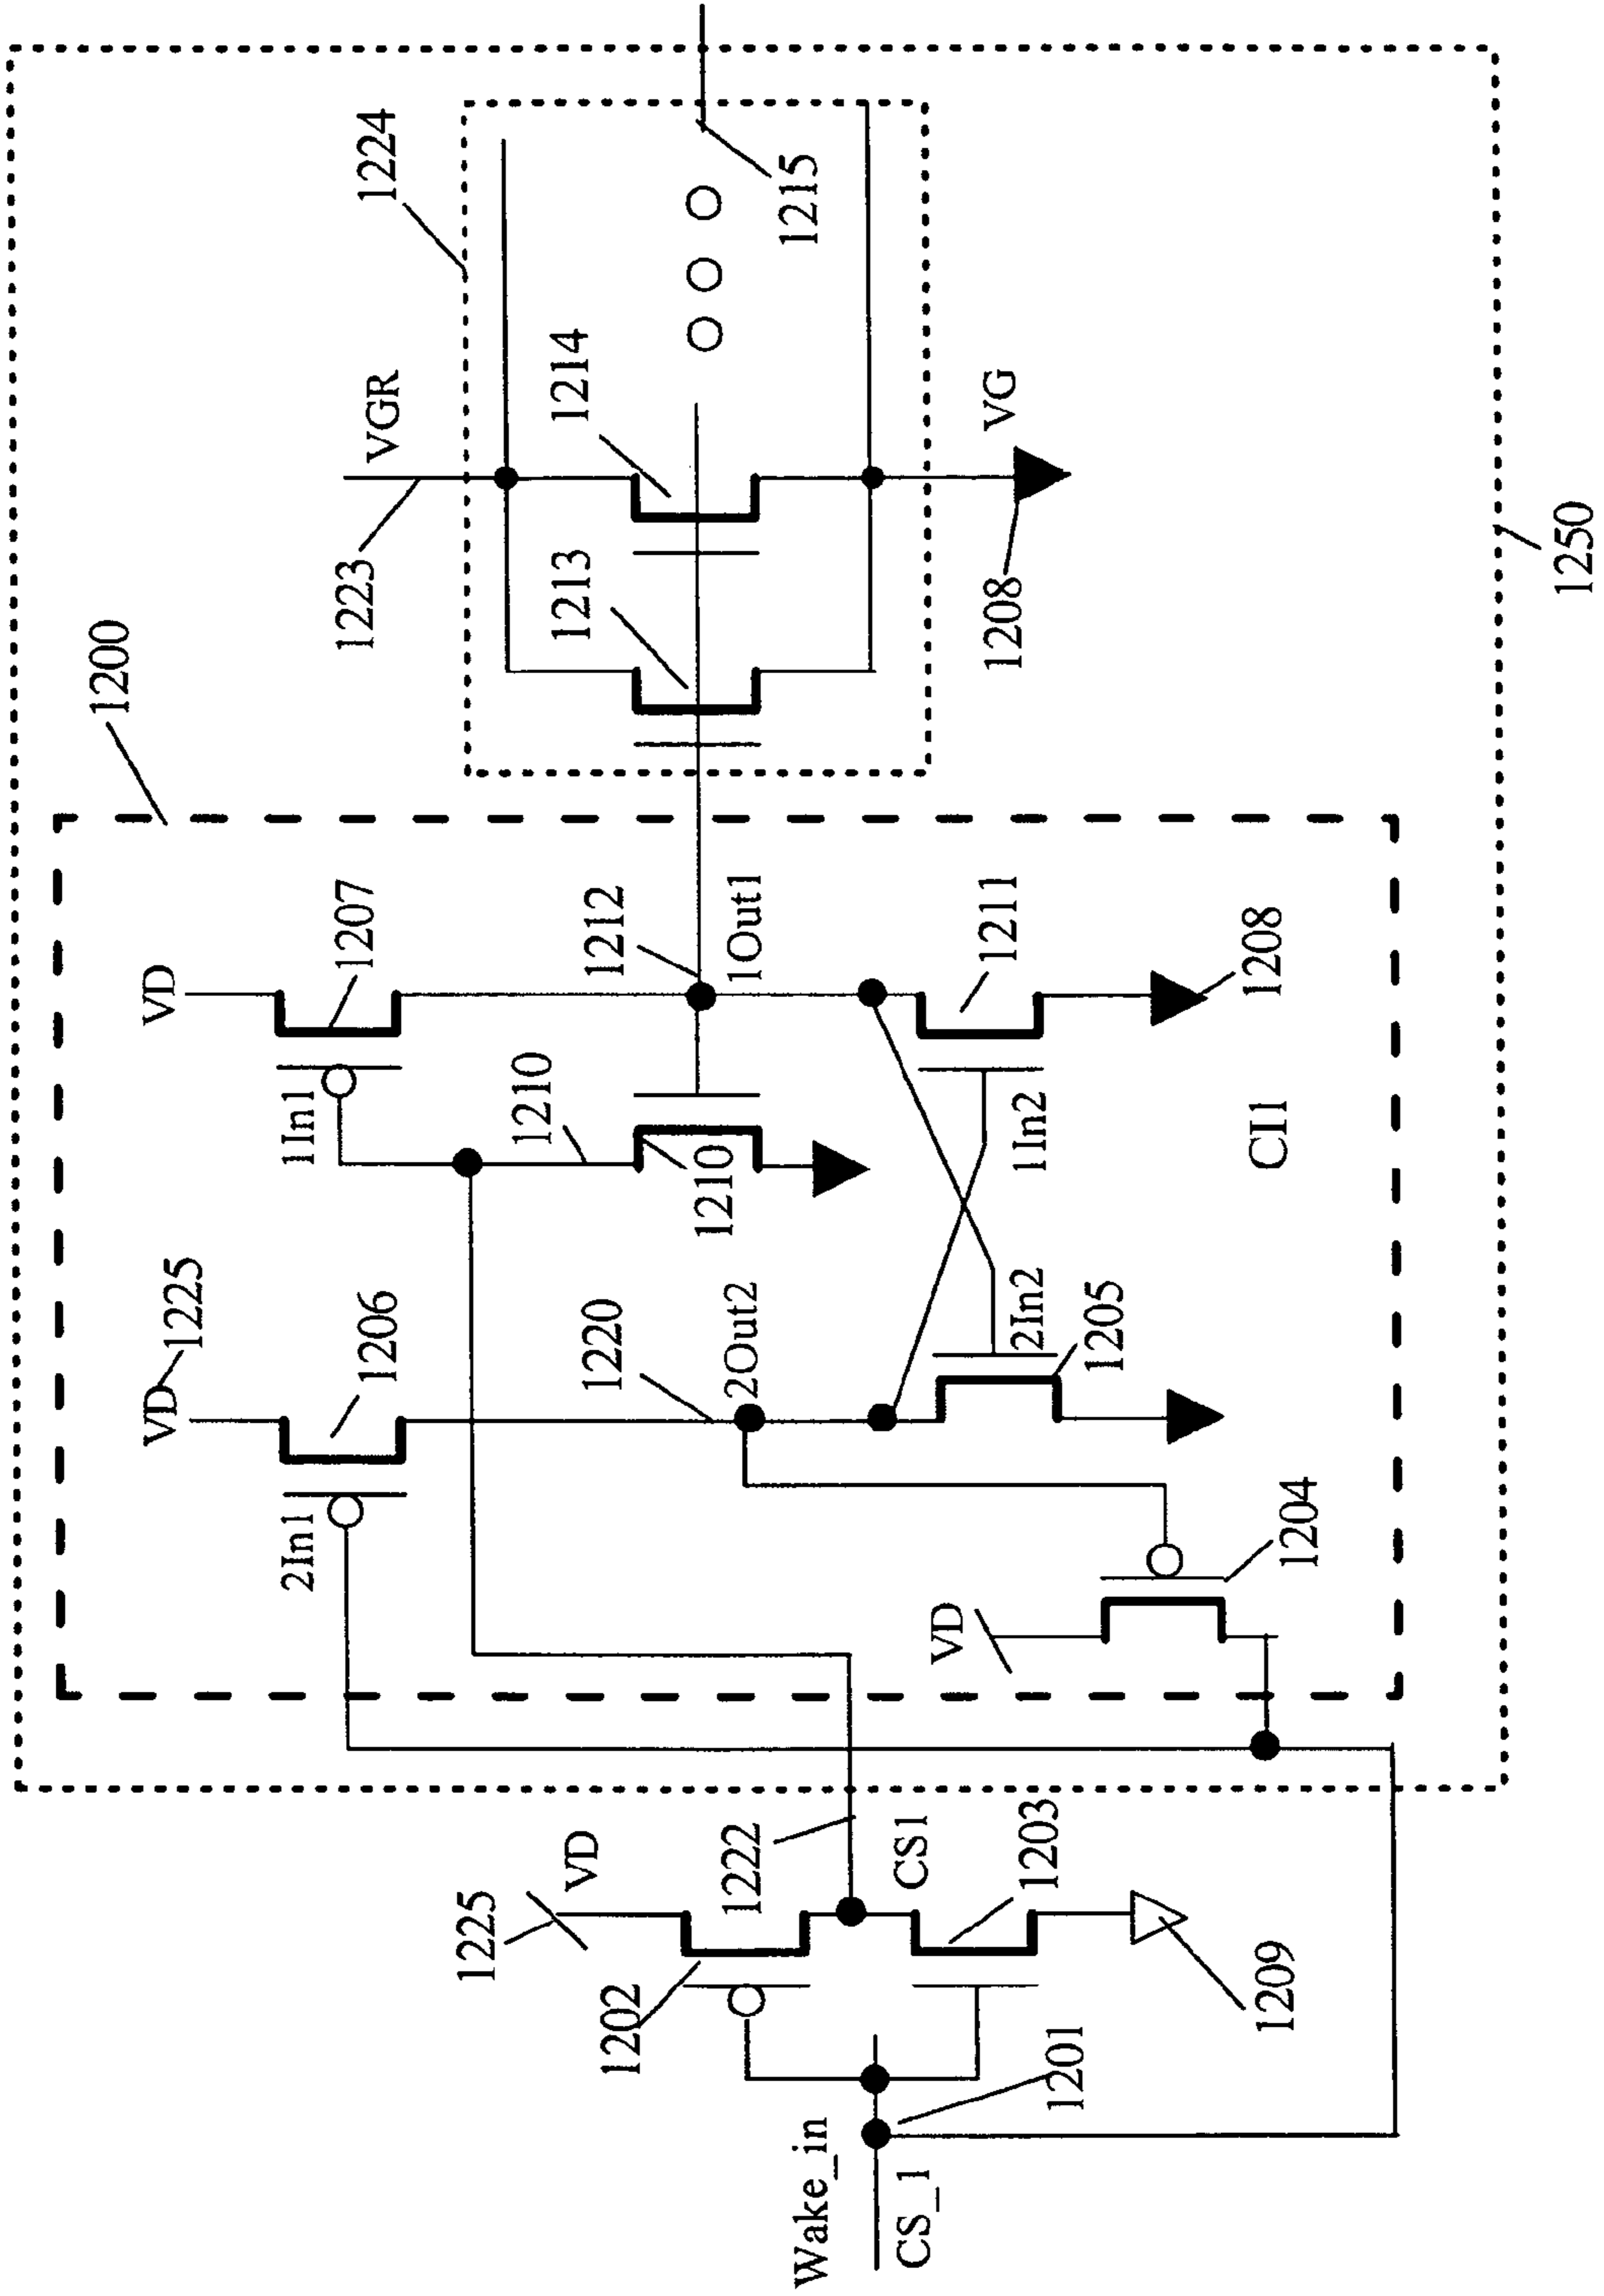 1200
VD
1225
1206
2In1
VD
1207
1In1
1210
1210
1220
2Out2
1212
1Out1
2In2
1205
1In2
1211
1208
VD
1204
CI1
1223
VGR
1224
1213
1214
1215
1208
VG
1250
1225
VD
1202
1222
CS1
1203
1209
Wake_in
CS_1
1201